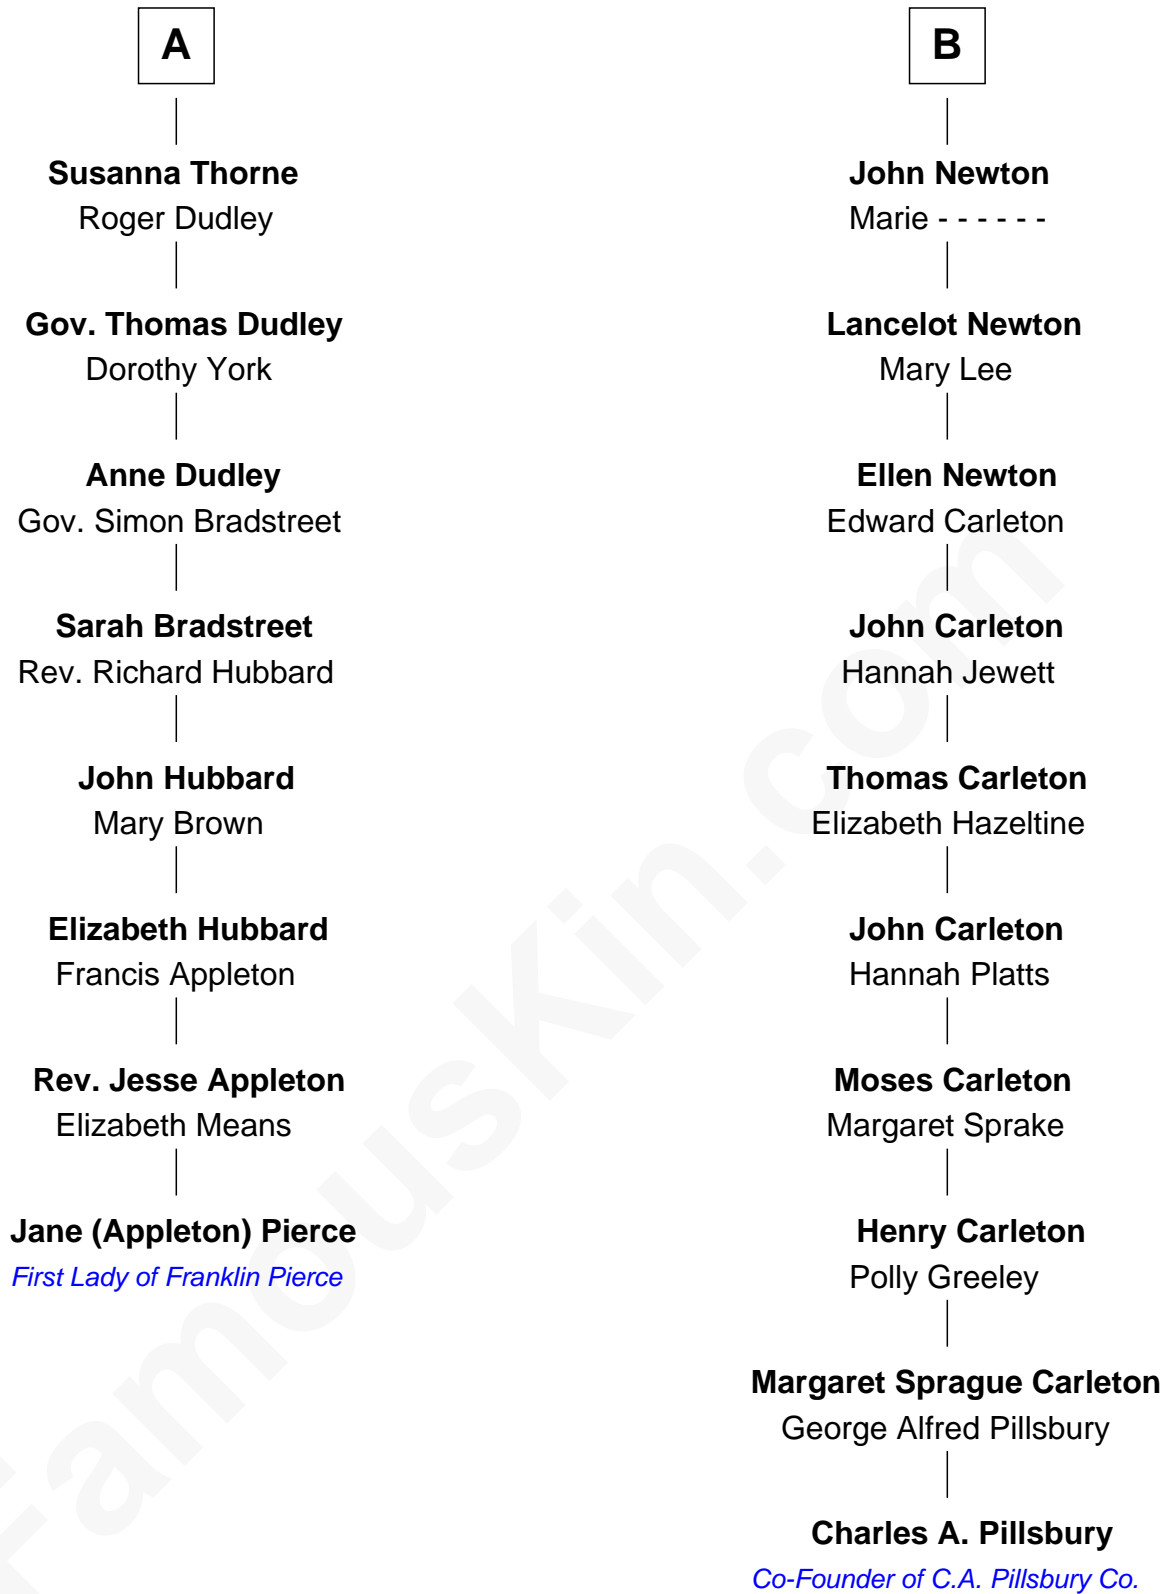 A
Susanna Thorne
Roger Dudley
Gov. Thomas Dudley
Dorothy York
Anne Dudley
Gov. Simon Bradstreet
Sarah Bradstreet
Rev. Richard Hubbard
John Hubbard
Mary Brown
Elizabeth Hubbard
Francis Appleton
Rev. Jesse Appleton
Elizabeth Means
Jane (Appleton) Pierce
First Lady of Franklin Pierce
B
John Newton
Marie - - - - - -
Lancelot Newton
Mary Lee
Ellen Newton
Edward Carleton
John Carleton
Hannah Jewett
Thomas Carleton
Elizabeth Hazeltine
John Carleton
Hannah Platts
Moses Carleton
Margaret Sprake
Henry Carleton
Polly Greeley
Margaret Sprague Carleton
George Alfred Pillsbury
Charles A. Pillsbury
Co-Founder of C.A. Pillsbury Co.
FamousKin.com